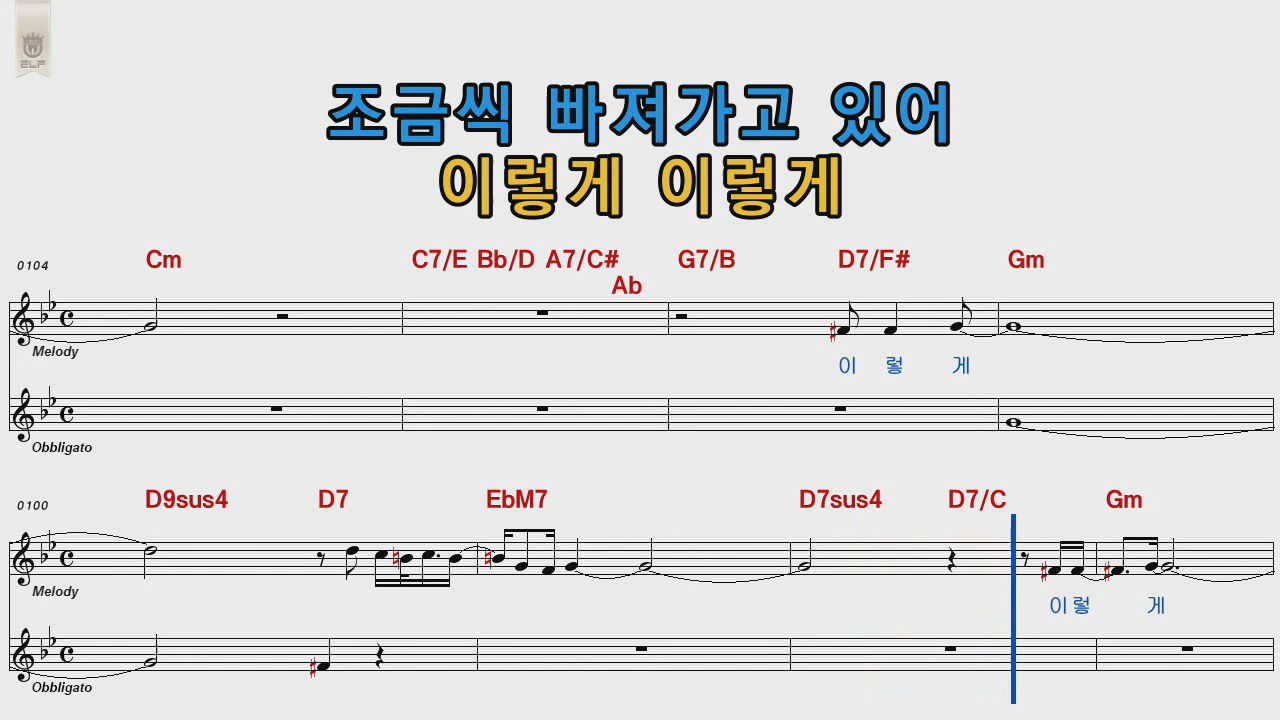 ELF
조금씩 빠져가고 있어
이렇게 이렇게
Cm C7/E Bb/D A7/C# G7/B D7/F# Gm
0104
Ab
Melody
이 렇 게
Obbligato
D9sus4 D7 EbM7 D7sus4 D7/C Gm
0100
Melody
이 렇 게
Obbligato